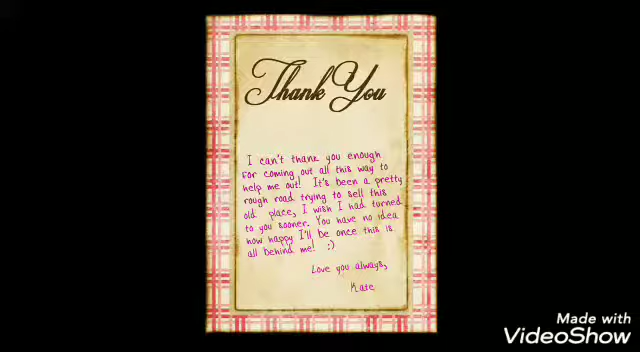 Thank You
I can't thank you enough
for coming out all this way to
help me out! It's been a pretty
rough road trying to sell this
old place, I wish I had turned
to you sooner. You have no idea
how happy I'll be once this is
all behind me! :)
Love you always,
Kate
Made with
VideoShow